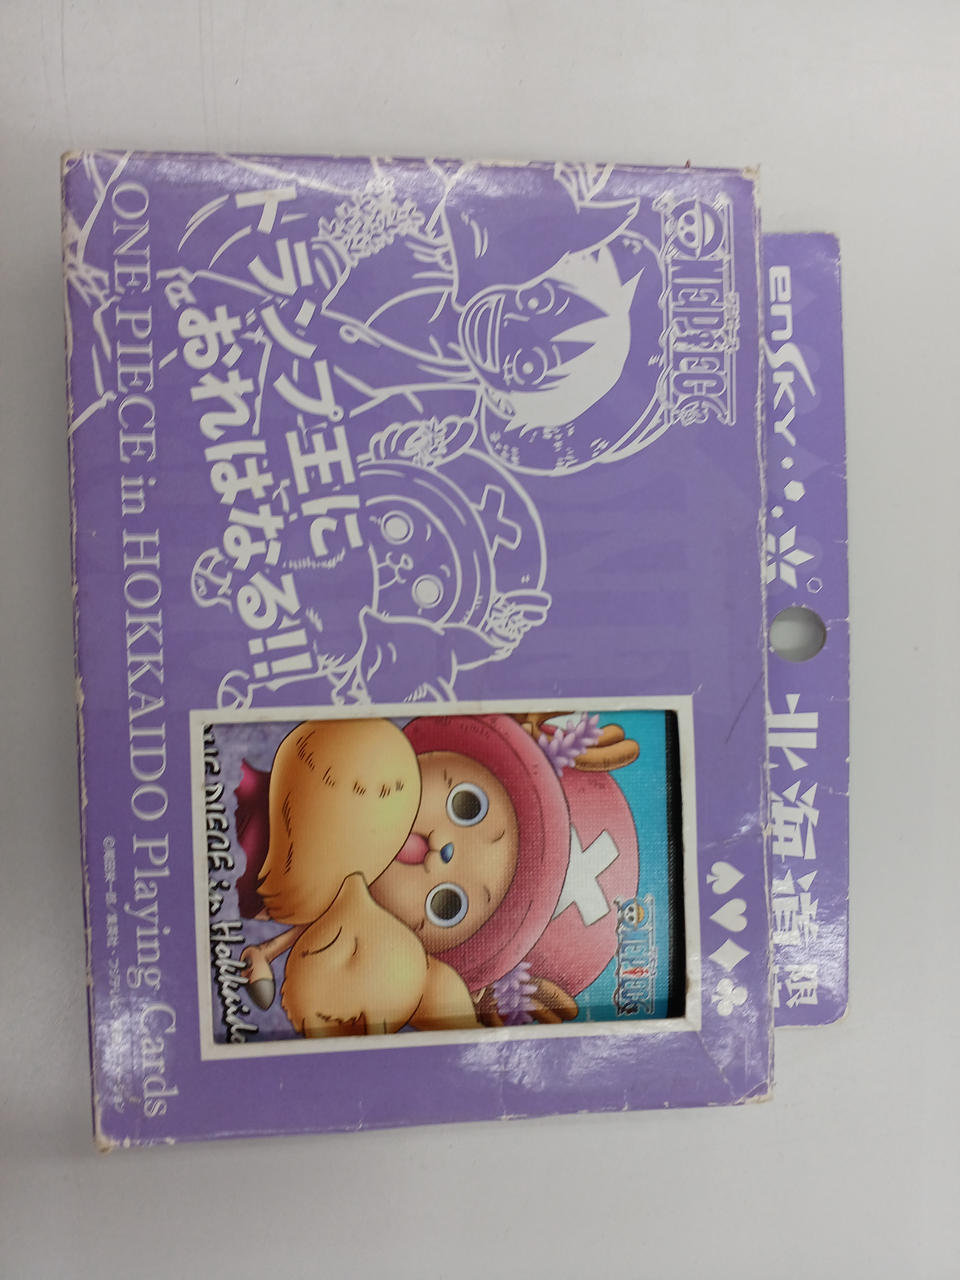 ensky
北海道限
ONE PIECE
トランプ王に
“おれはなる!!
ONE PIECE in HOKKAIDO Playing Cards
ONE PIECE
ONE PIECE in Hokkaido